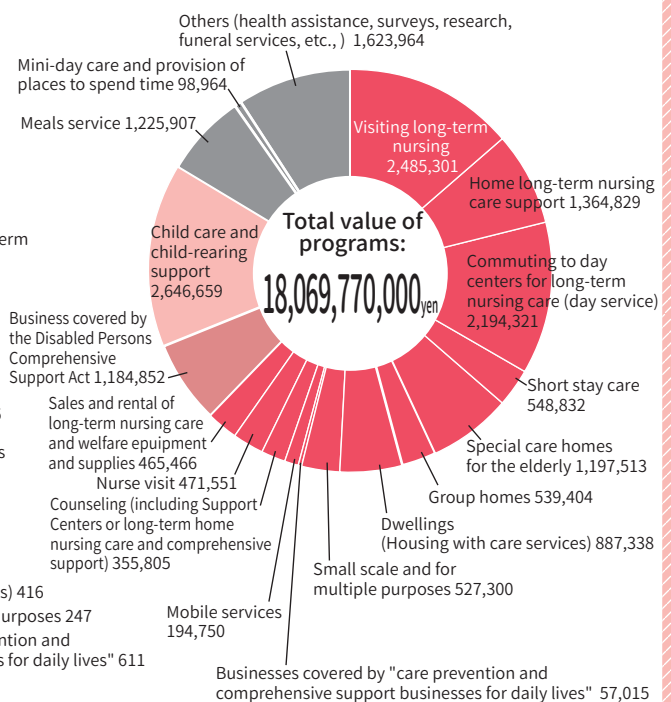 Others (health assistance, surveys, research,
funeral services, etc., ) 1,623,964
Mini-day care and provision of
places to spend time 98,964
Meals service 1,225,907
Visiting long-term
nursing
2,485,301
Home long-term nursing
care support 1,364,829
Total value of
programs:
18,069,770,000yen
Child care and
child-rearing
support
2,646,659
Commuting to day
centers for long-term
nursing care (day service)
2,194,321
erm
Business covered by
the Disabled Persons
Comprehensive
Support Act 1,184,852
Short stay care
548,832
Sales and rental of
long-term nursing care
and welfare epuipment
and supplies 465,466
Special care homes
for the elderly 1,197,513
Nurse visit 471,551
Group homes 539,404
Counseling (including Support
Centers or long-term home
nursing care and comprehensive
support) 355,805
Dwellings
(Housing with care services) 887,338
Small scale and for
multiple purposes 527,300
s) 416
urposes 247
ntion and
s for daily lives" 611
Mobile services
194,750
Businesses covered by "care prevention and
comprehensive support businesses for daily lives" 57,015